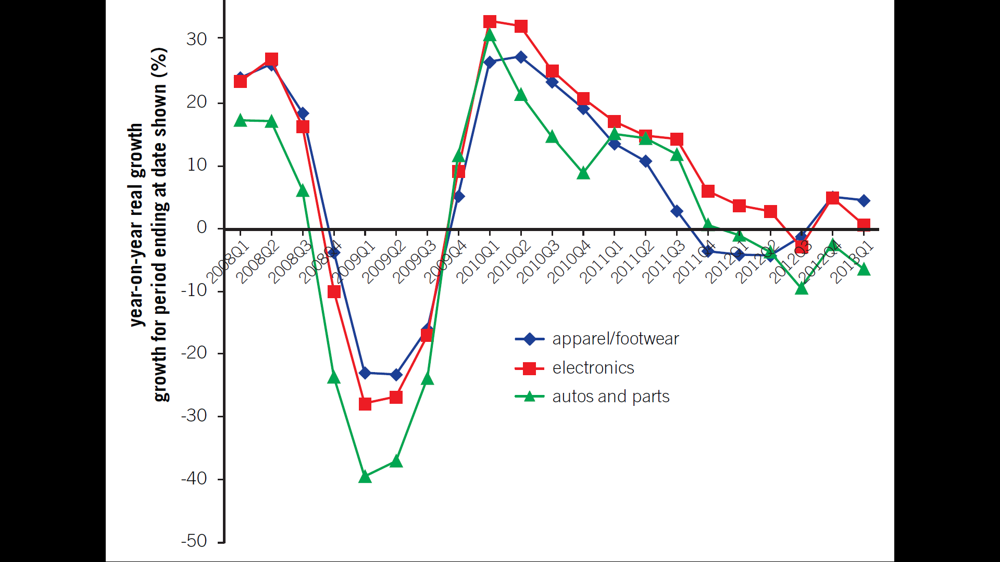 year-on-year real growth
growth for period ending at date shown (%)
30
20
10
0
-10
-20
-30
-40
-50
2008Q1
2008Q2
2008Q3
2008Q4
2009Q1
2009Q2
2009Q3
2009Q4
2010Q1
2010Q2
2010Q3
2010Q4
2011Q1
2011Q2
2011Q3
2011Q4
2012Q1
2012Q2
2012Q3
2012Q4
2013Q1
apparel/footwear
electronics
autos and parts